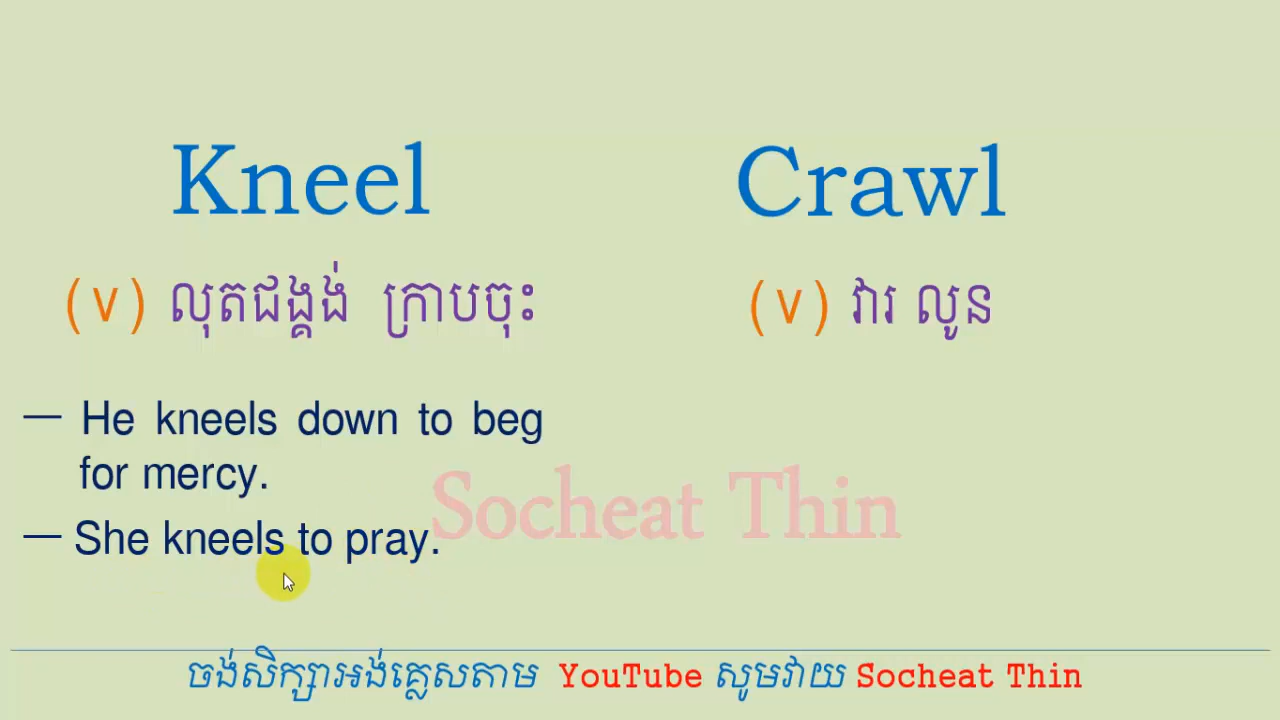 Kneel
Crawl
(v) លុតជង្គង់ ក្រាបចុះ
(v) វារ លូន
— He kneels down to beg
for mercy.
— She kneels to pray.
Socheat Thin
ចង់សិក្សាអង់គ្លេសតាម YouTube សូមវាយ Socheat Thin